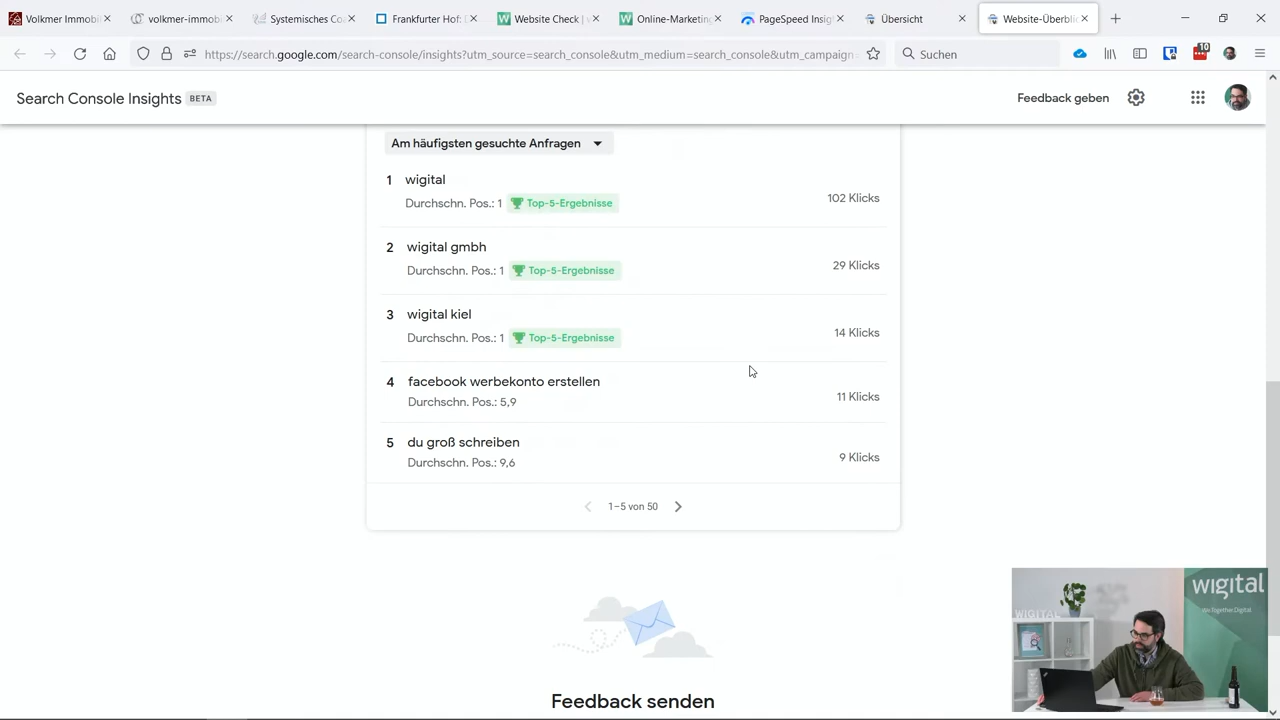 Volkmer Immobil
volkmer-immobi
Systemisches Co
Frankfurter Hof:
Website Check | w
Online-Marketing
PageSpeed Insig
Übersicht
Website-Überbli
https://search.google.com/search-console/insights?utm_source=search_console&utm_medium=search_console&utm_campaign=
Suchen
10
Search Console Insights BETA
Feedback geben
Am häufigsten gesuchte Anfragen
1 wigital
Durchschn. Pos.: 1 Top-5-Ergebnisse
102 Klicks
2 wigital gmbh
Durchschn. Pos.: 1 Top-5-Ergebnisse
29 Klicks
3 wigital kiel
Durchschn. Pos.: 1 Top-5-Ergebnisse
14 Klicks
4 facebook werbekonto erstellen
Durchschn. Pos.: 5,9
11 Klicks
5 du groß schreiben
Durchschn. Pos.: 9,6
9 Klicks
1–5 von 50
wigital
WeTogetherDigital
WIGITAL
Feedback senden